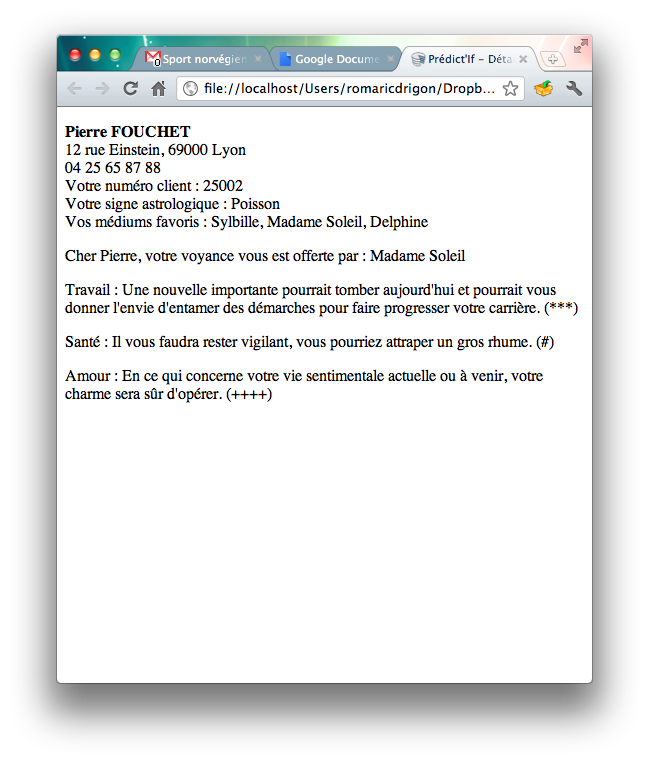 0
Sport norvégien
Google Docume
Prédict'If – Déta
file://localhost/Users/romaricdrigon/Dropb...
Pierre FOUCHET
12 rue Einstein, 69000 Lyon
04 25 65 87 88
Votre numéro client : 25002
Votre signe astrologique : Poisson
Vos médiums favoris : Sylbille, Madame Soleil, Delphine
Cher Pierre, votre voyance vous est offerte par : Madame Soleil
Travail : Une nouvelle importante pourrait tomber aujourd'hui et pourrait vous
donner l'envie d'entamer des démarches pour faire progresser votre carrière. (***)
Santé : Il vous faudra rester vigilant, vous pourriez attraper un gros rhume. (#)
Amour : En ce qui concerne votre vie sentimentale actuelle ou à venir, votre
charme sera sûr d'opérer. (++++)